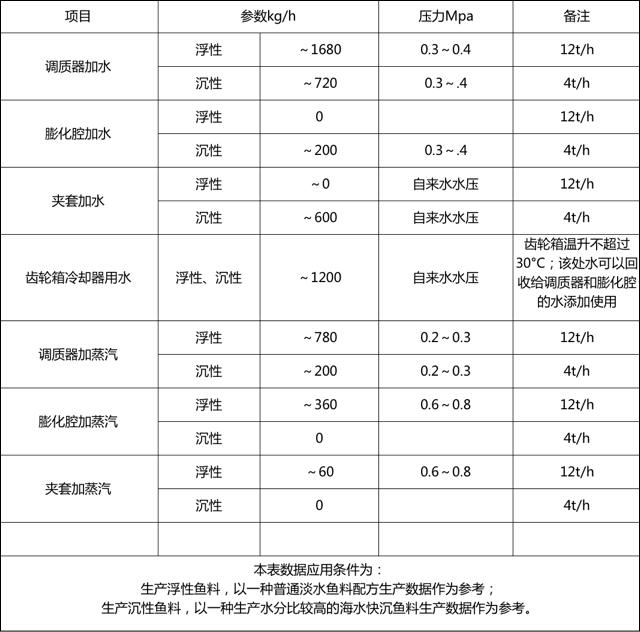 项目 参数kg/h 压力Mpa 备注
调质器加水 浮性 ~1680 0.3~0.4 12t/h
沉性 ~720 0.3~.4 4t/h
膨化腔加水 浮性 0 12t/h
沉性 ~200 0.3~.4 4t/h
夹套加水 浮性 ~0 自来水水压 12t/h
沉性 ~600 自来水水压 4t/h
齿轮箱冷却器用水 浮性、沉性 ~1200 自来水水压 齿轮箱温升不超过
30°C；该处水可以回
收给调质器和膨化腔
的水添加使用
调质器加蒸汽 浮性 ~780 0.2~0.3 12t/h
沉性 ~200 0.2~0.3 4t/h
膨化腔加蒸汽 浮性 ~360 0.6~0.8 12t/h
沉性 0 4t/h
夹套加蒸汽 浮性 ~60 0.6~0.8 12t/h
沉性 0 4t/h
本表数据应用条件为：
生产浮性鱼料，以一种普通淡水鱼料配方生产数据作为参考；
生产沉性鱼料，以一种生产水分比较高的海水快沉鱼料生产数据作为参考。